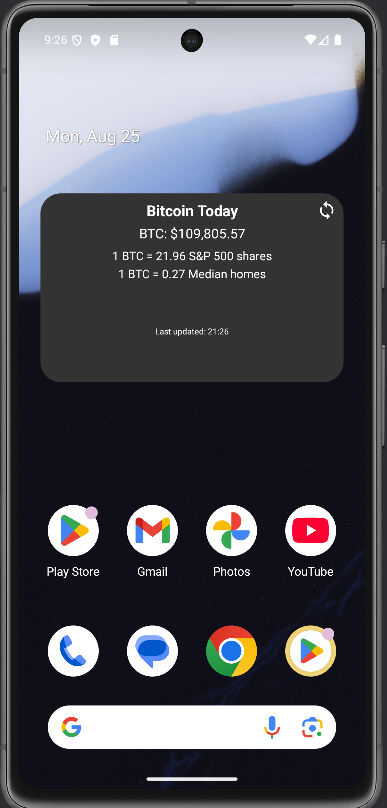 9:26
Mon, Aug 25
Bitcoin Today
BTC: $109,805.57
1 BTC = 21.96 S&P 500 shares
1 BTC = 0.27 Median homes
Last updated: 21:26
Play Store Gmail Photos YouTube